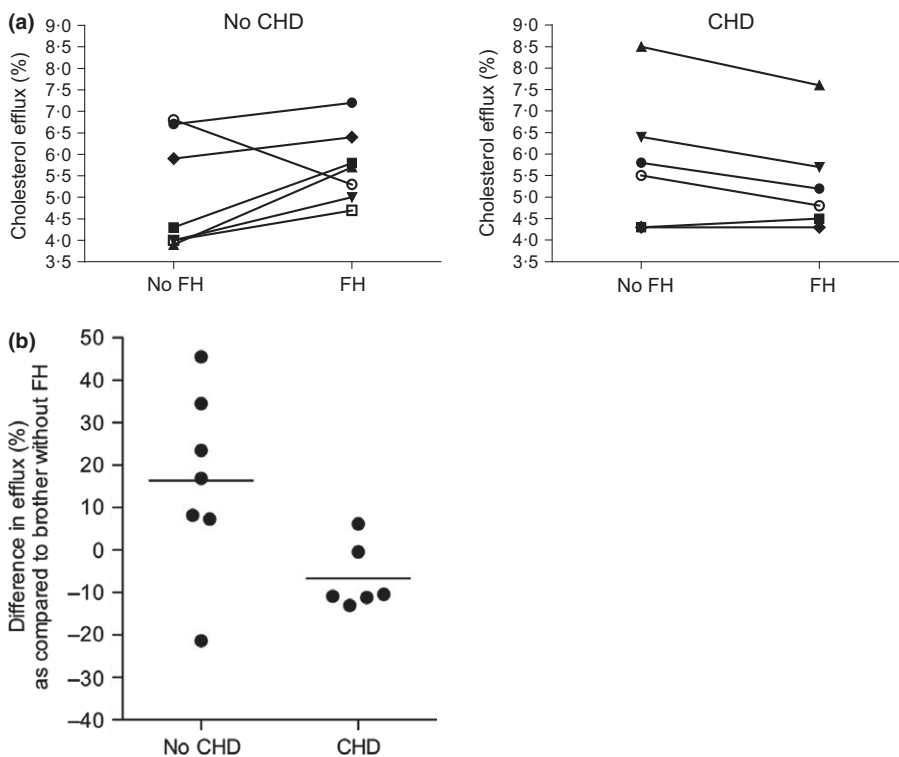 (a)
No CHD
Cholesterol efflux (%)
9·0
8·5
8·0
7·5
7·0
6·5
6·0
5·5
5·0
4·5
4·0
3·5
No FH
FH
CHD
Cholesterol efflux (%)
9·0
8·5
8·0
7·5
7·0
6·5
6·0
5·5
5·0
4·5
4·0
3·5
No FH
FH
(b)
Difference in efflux (%)
as compared to brother without FH
50
40
30
20
10
0
–10
–20
–30
–40
No CHD
CHD